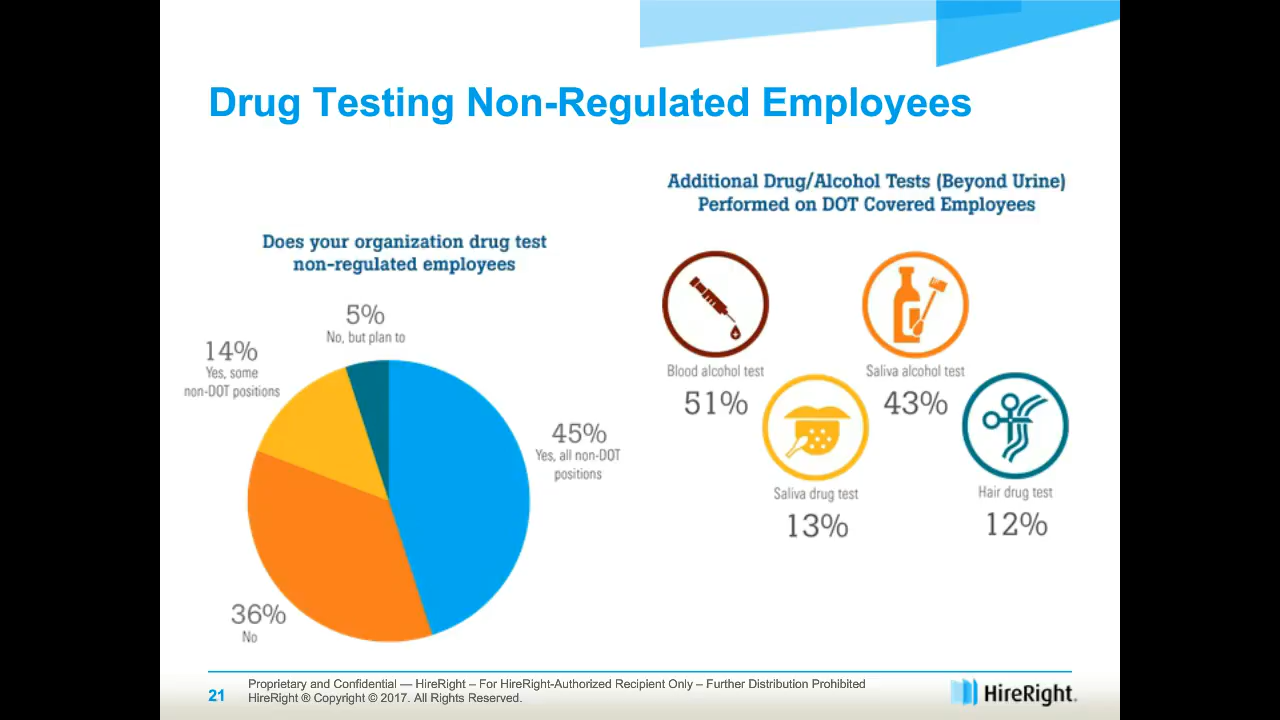 Drug Testing Non-Regulated Employees
Does your organization drug test
non-regulated employees
5%
No, but plan to
14%
Yes, some
non-DOT positions
45%
Yes, all non-DOT
positions
36%
No
Additional Drug/Alcohol Tests (Beyond Urine)
Performed on DOT Covered Employees
Blood alcohol test
51%
Saliva alcohol test
43%
Saliva drug test
13%
Hair drug test
12%
21
Proprietary and Confidential — HireRight – For HireRight-Authorized Recipient Only – Further Distribution Prohibited
HireRight ® Copyright © 2017. All Rights Reserved.
HireRight.